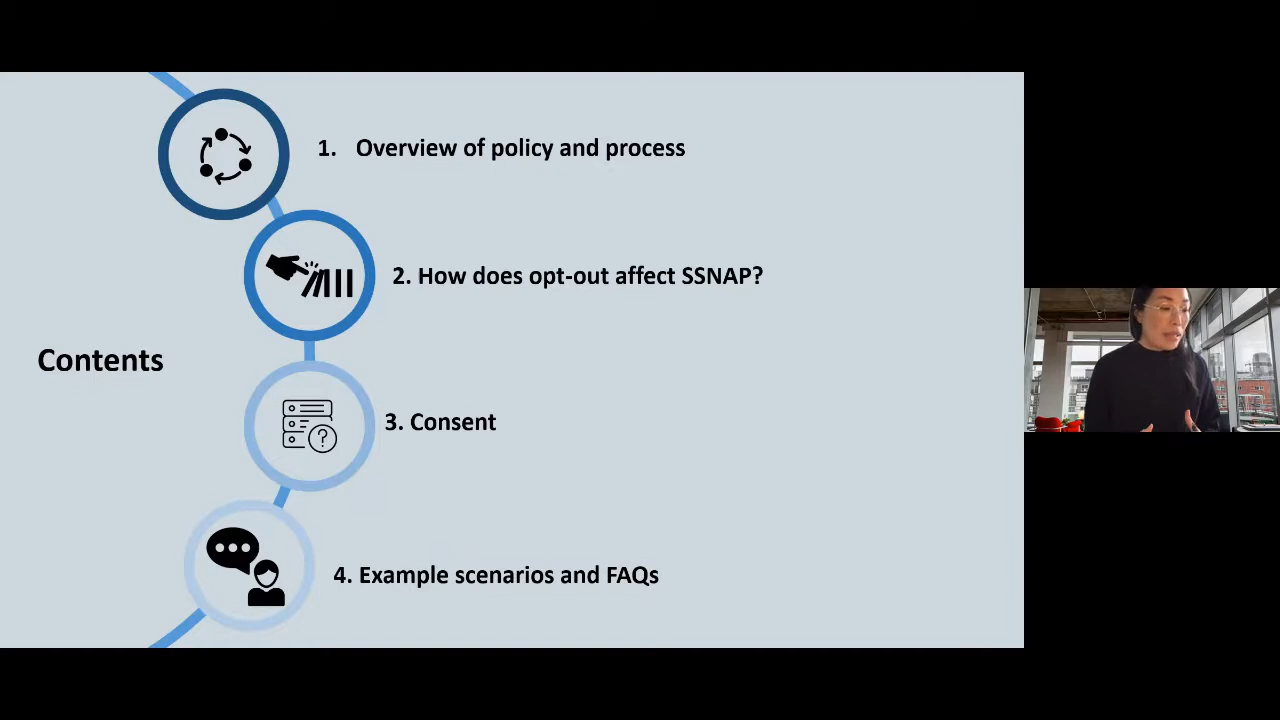 1. Overview of policy and process
2. How does opt-out affect SSNAP?
Contents
3. Consent
4. Example scenarios and FAQs